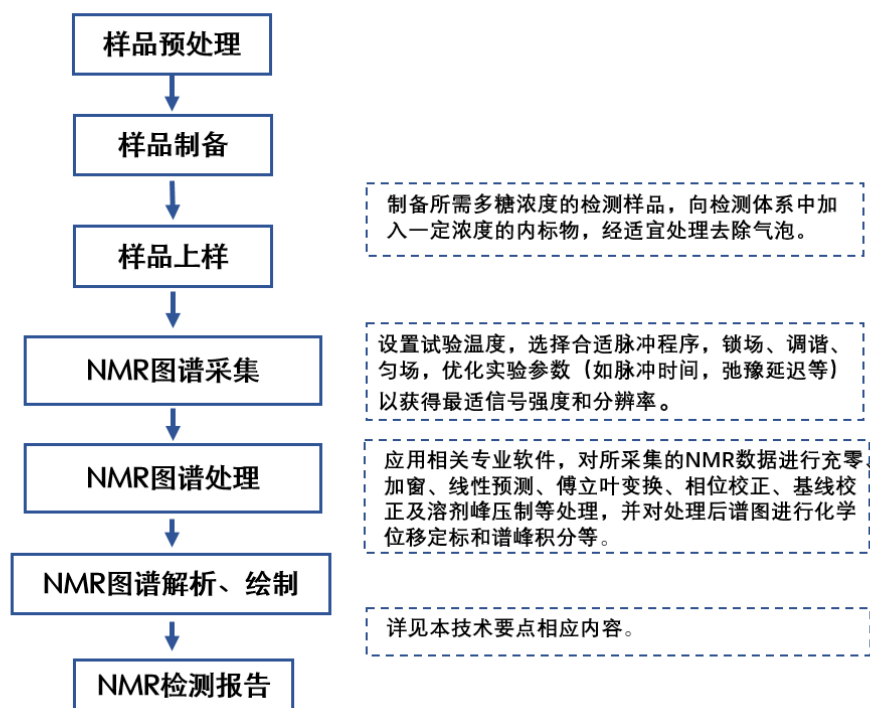 样品预处理
样品制备
制备所需多糖浓度的检测样品，向检测体系中加
入一定浓度的内标物，经适宜处理去除气泡。
样品上样
设置试验温度，选择合适脉冲程序，锁场、调谐、
匀场，优化实验参数（如脉冲时间，弛豫延迟等）
以获得最适信号强度和分辨率。
NMR图谱采集
应用相关专业软件，对所采集的NMR数据进行充零、
加窗、线性预测、傅立叶变换、相位校正、基线校
正及溶剂峰压制等处理，并对处理后谱图进行化学
位移定标和谱峰积分等。
NMR图谱处理
NMR图谱解析、绘制
详见本技术要点相应内容。
NMR检测报告